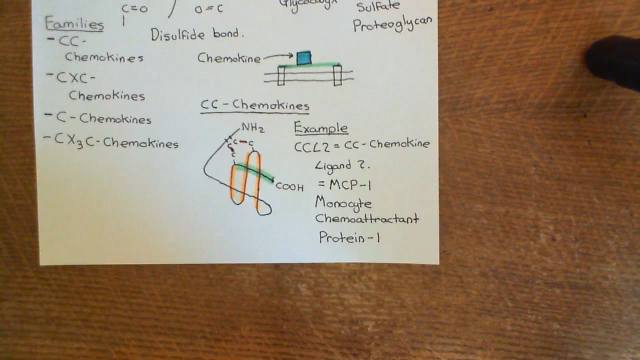 C=O
O=C
Glycocalyx
Sulfate
Proteoglycan
Disulfide bond.
Families
-CC-
Chemokines
-CXC-
Chemokines
-C-Chemokines
-CX3C-Chemokines
Chemokine
CC-Chemokines
NH2
C-C
C
COOH
Example
CCL2 = CC-Chemokine
Ligand 2.
= MCP-1
Monocyte
Chemoattractant
Protein-1